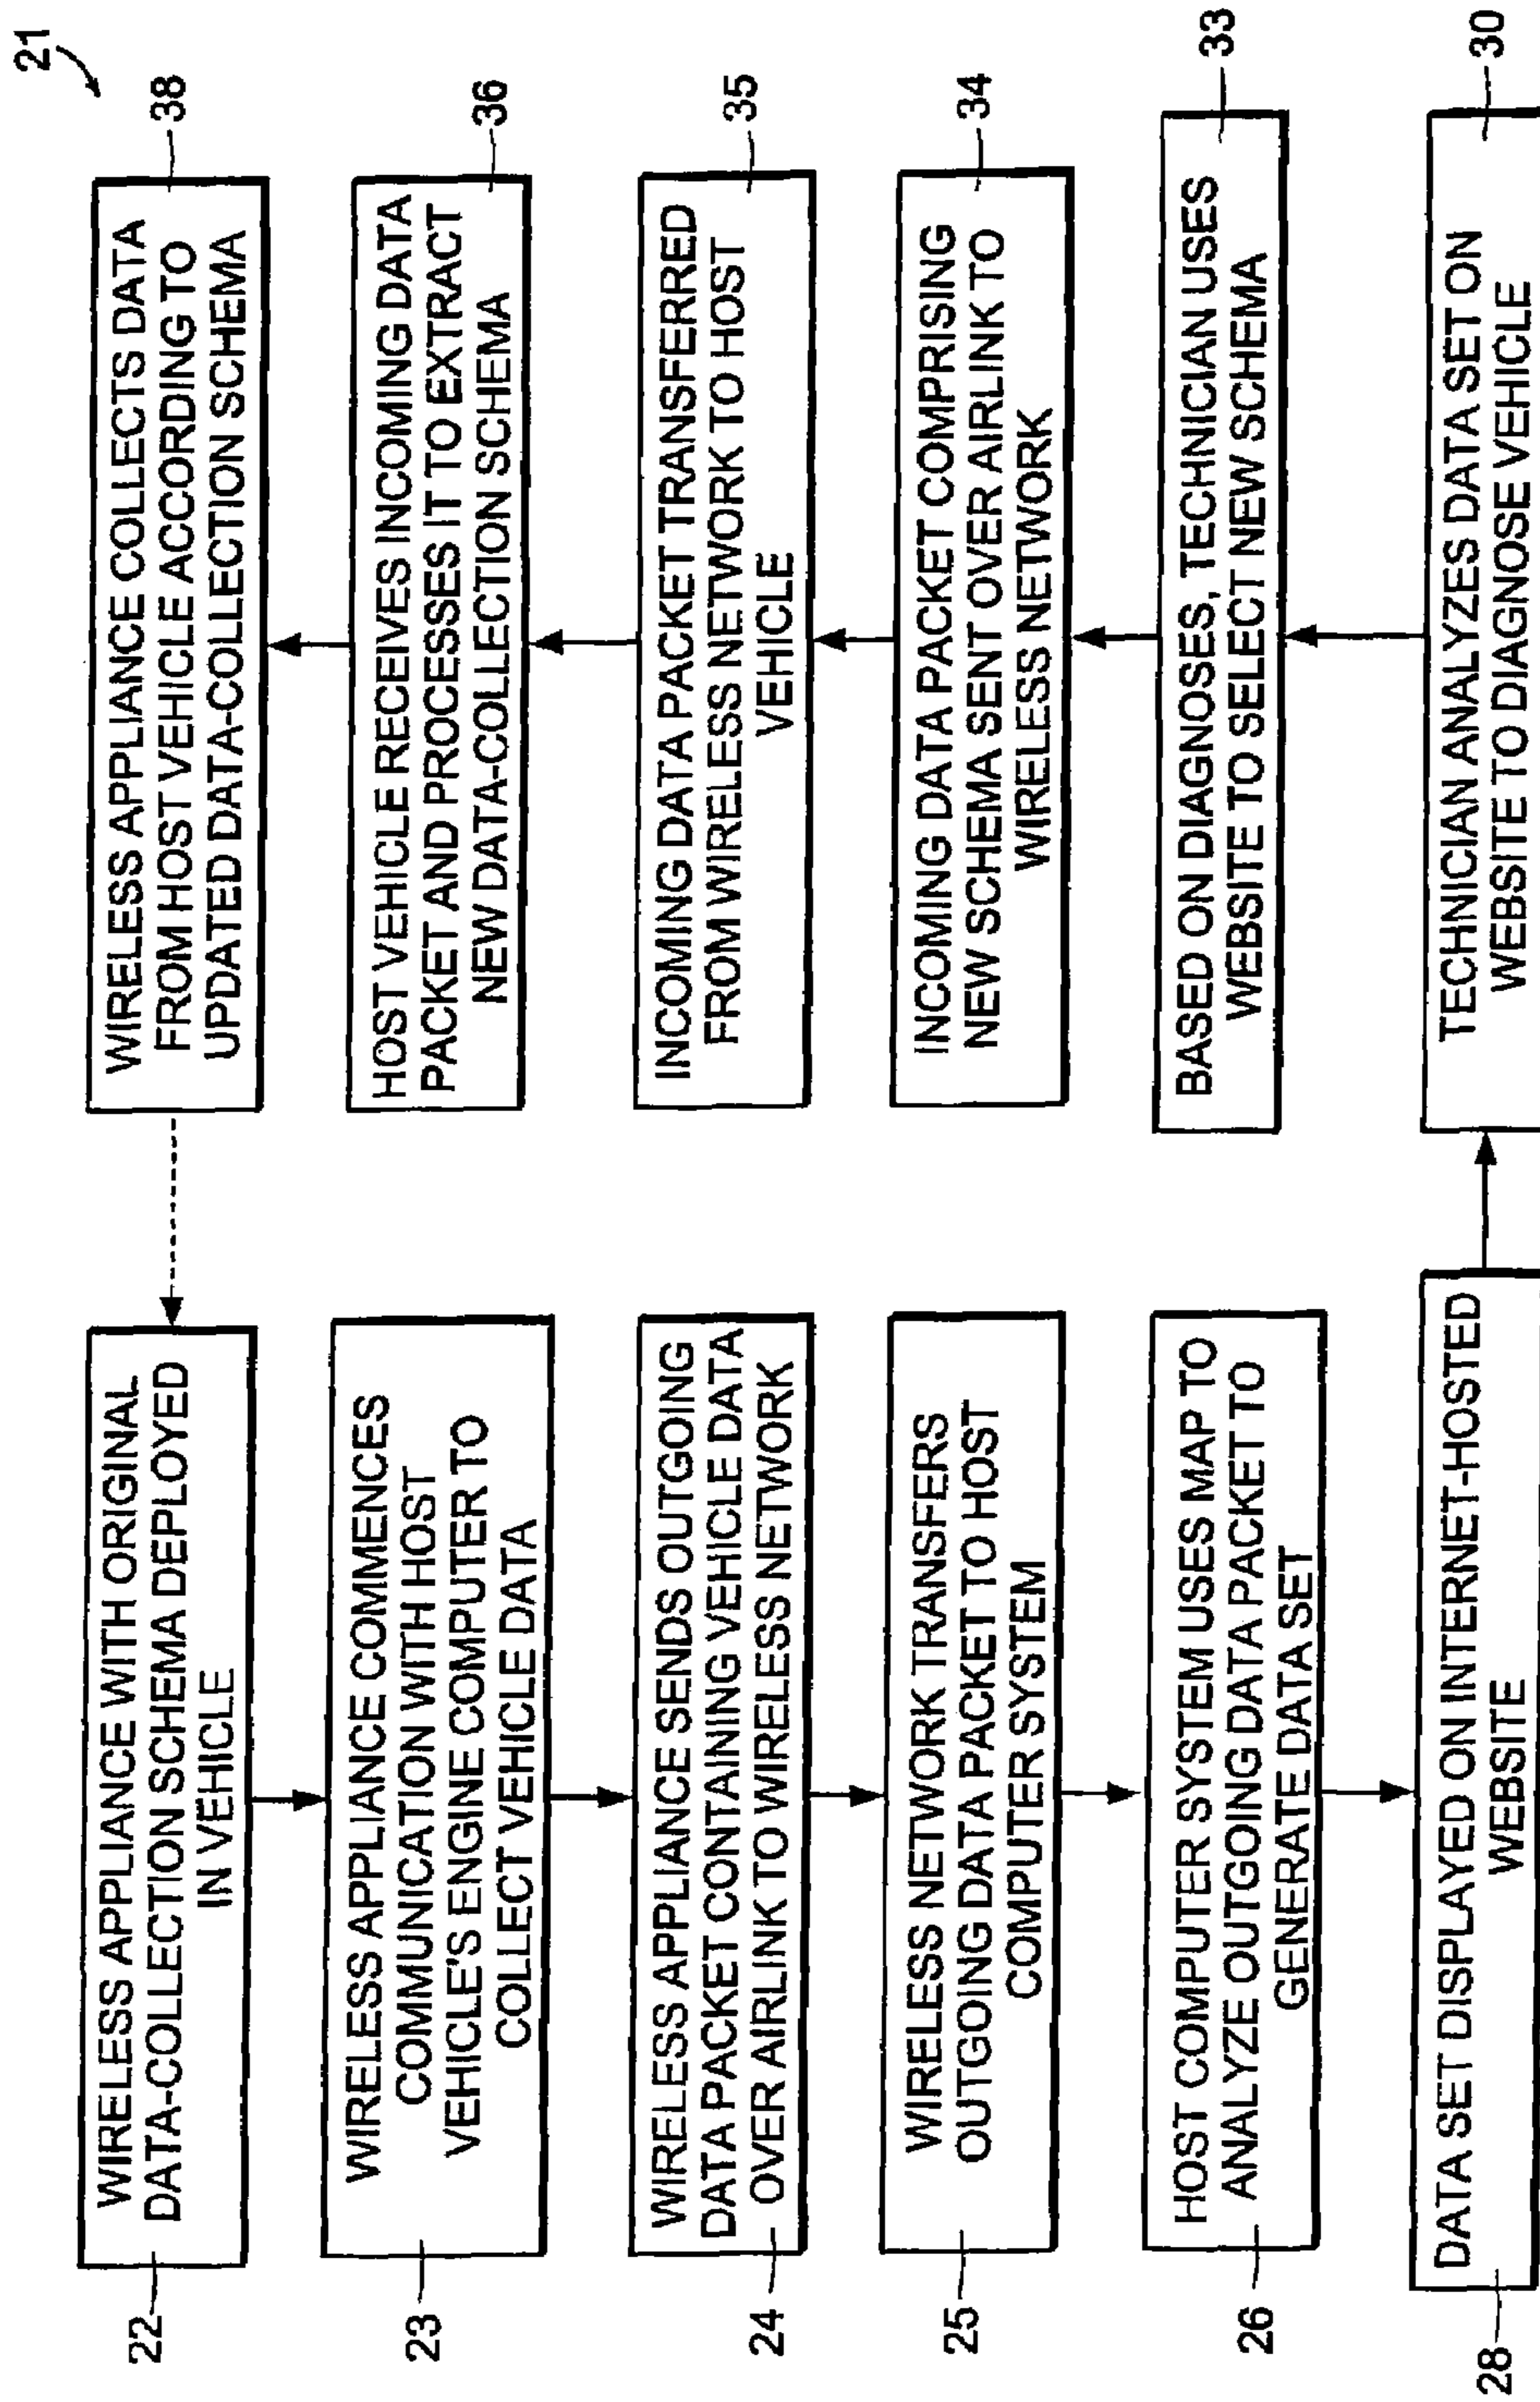 21
WIRELESS APPLIANCE WITH ORIGINAL
DATA-COLLECTION SCHEMA DEPLOYED
IN VEHICLE
22
WIRELESS APPLIANCE COMMENCES
COMMUNICATION WITH HOST
VEHICLE'S ENGINE COMPUTER TO
COLLECT VEHICLE DATA
23
WIRELESS APPLIANCE SENDS OUTGOING
DATA PACKET CONTAINING VEHICLE DATA
OVER AIRLINK TO WIRELESS NETWORK
24
WIRELESS NETWORK TRANSFERS
OUTGOING DATA PACKET TO HOST
COMPUTER SYSTEM
25
HOST COMPUTER SYSTEM USES MAP TO
ANALYZE OUTGOING DATA PACKET TO
GENERATE DATA SET
26
DATA SET DISPLAYED ON INTERNET-HOSTED
WEBSITE
28
TECHNICIAN ANALYZES DATA SET ON
WEBSITE TO DIAGNOSE VEHICLE
30
BASED ON DIAGNOSES, TECHNICIAN USES
WEBSITE TO SELECT NEW SCHEMA
33
INCOMING DATA PACKET COMPRISING
NEW SCHEMA SENT OVER AIRLINK TO
WIRELESS NETWORK
34
INCOMING DATA PACKET TRANSFERRED
FROM WIRELESS NETWORK TO HOST
VEHICLE
35
HOST VEHICLE RECEIVES INCOMING DATA
PACKET AND PROCESSES IT TO EXTRACT
NEW DATA-COLLECTION SCHEMA
36
WIRELESS APPLIANCE COLLECTS DATA
FROM HOST VEHICLE ACCORDING TO
UPDATED DATA-COLLECTION SCHEMA
38